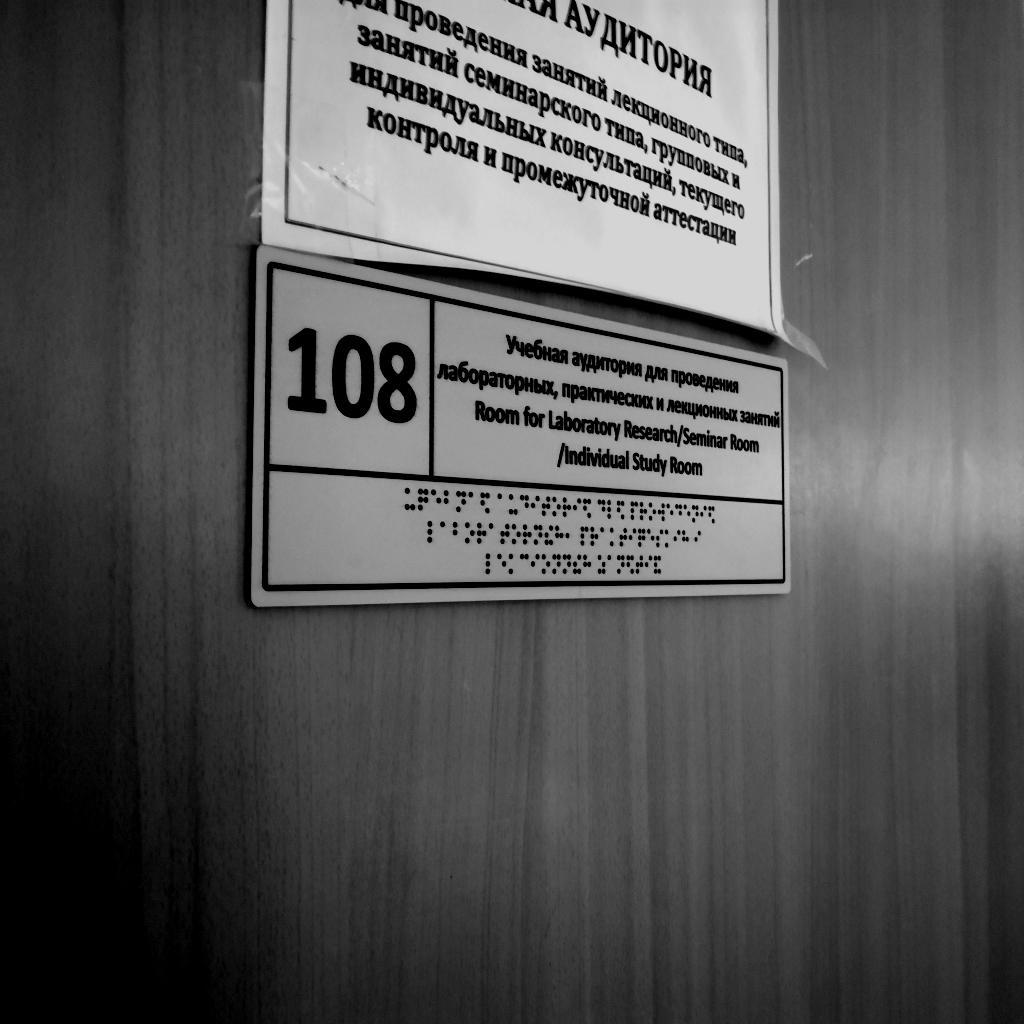 АУДИТОРИЯ
для проведения занятий лекционного типа,
занятий семинарского типа, групповых и
индивидуальных консультаций, текущего
контроля и промежуточной аттестации
108
Учебная аудитория для проведения
лабораторных, практических и лекционных занятий
Room for Laboratory Research/Seminar Room
/Individual Study Room